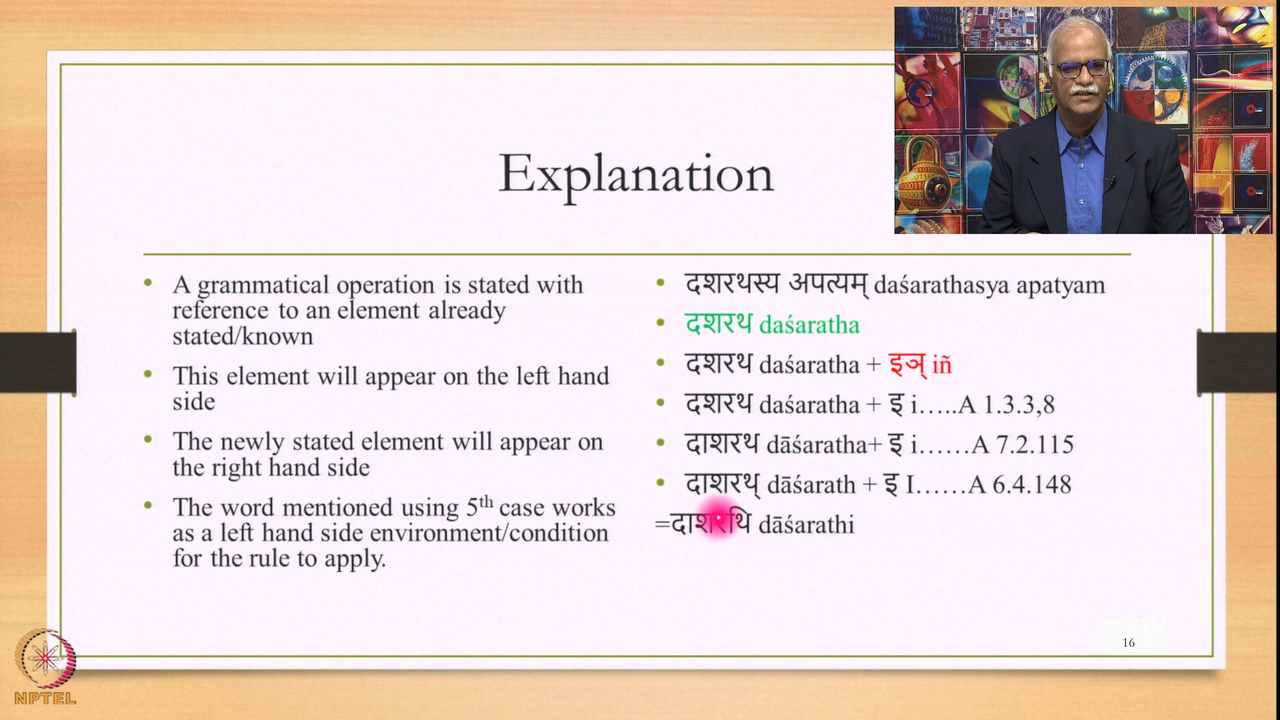 Explanation
• A grammatical operation is stated with
reference to an element already
stated/known
• This element will appear on the left hand
side
• The newly stated element will appear on
the right hand side
• The word mentioned using 5th case works
as a left hand side environment/condition
for the rule to apply.
• दशरथस्य अपत्यम् daśarathasya apatyam
• दशरथ daśaratha
• दशरथ daśaratha + इञ् iñ
• दशरथ daśaratha + इ i…..A 1.3.3,8
• दाशरथ dāśaratha+ इ i……A 7.2.115
• दाशरथ् dāśarath + इ I……A 6.4.148
=दाशरथि dāśarathi
16
NPTEL